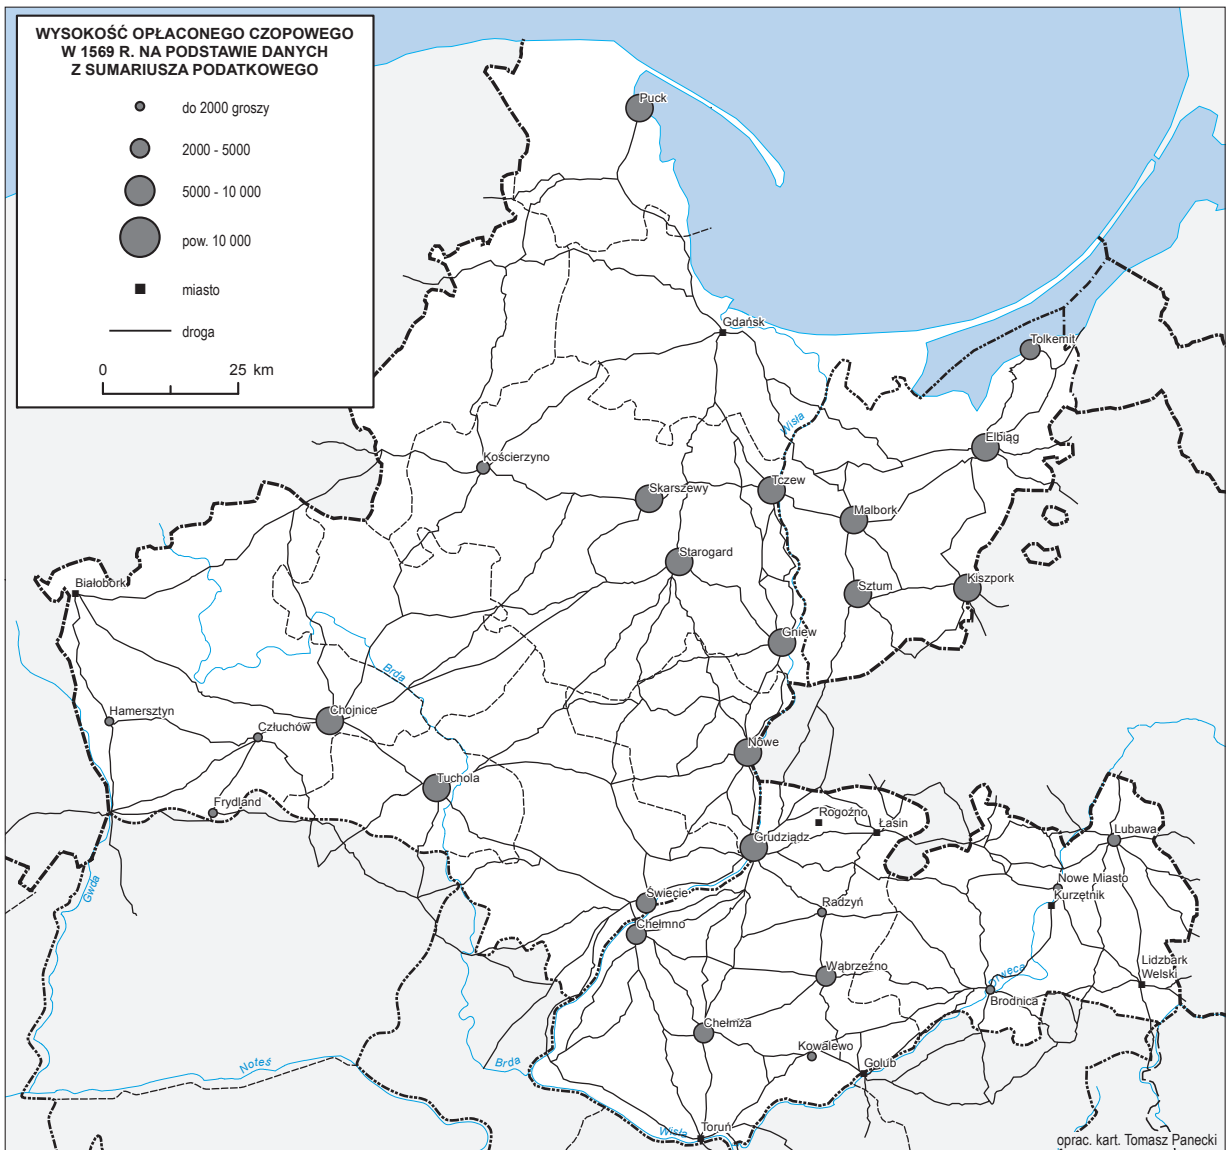 WYSOKOŚĆ OPŁACONEGO CZOPOWEGO
W 1569 R. NA PODSTAWIE DANYCH
Z SUMARIUSZA PODATKOWEGO
do 2000 groszy
2000 - 5000
5000 - 10 000
pow. 10 000
miasto
droga
0 25 km
Puck
Gdańsk
Tolkemit
Wisła
Elbiąg
Kościerzyno
Skarszewy
Tczew
Malbork
Starogard
Białobork
Sztum
Kiszpork
Gniew
Brda
Hamersztyn
Chojnice
Człuchów
Nowe
Tuchola
Frydland
Rogoźno
Łasin
Grudziądz
Lubawa
Gwda
Świecie
Nowe Miasto
Kurzętnik
Radzyń
Chełmno
Wąbrzeźno
Drwęca
Lidzbark
Welski
Brodnica
Chełmża
Kowalewo
Golub
Noteś
Brda
Wisła
Toruń
oprac. kart. Tomasz Panecki